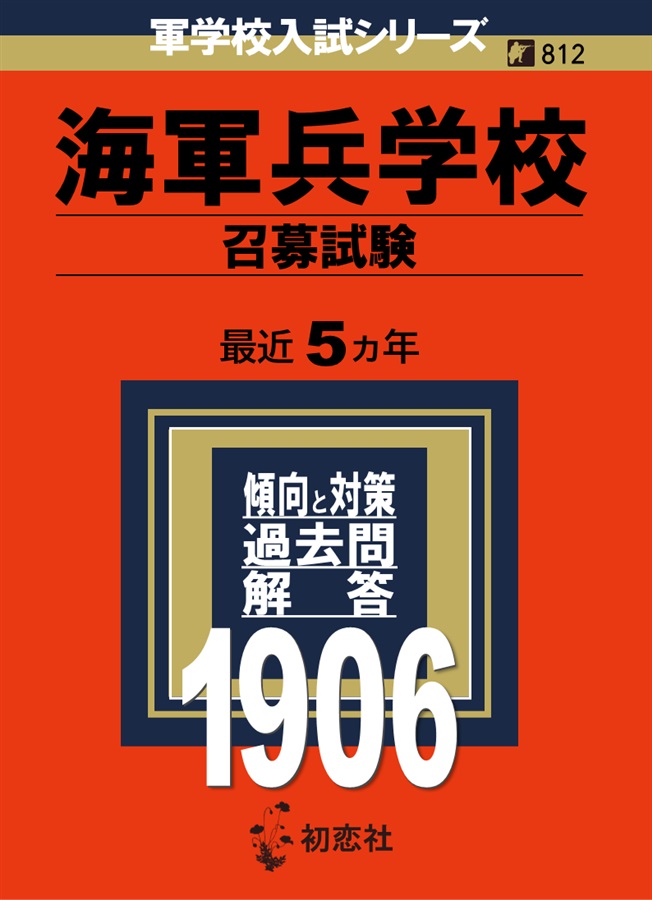 軍学校入試シリーズ
812
海軍兵学校
召募試験
最近5カ年
傾向と対策
過去問
解答
1906
初恋社